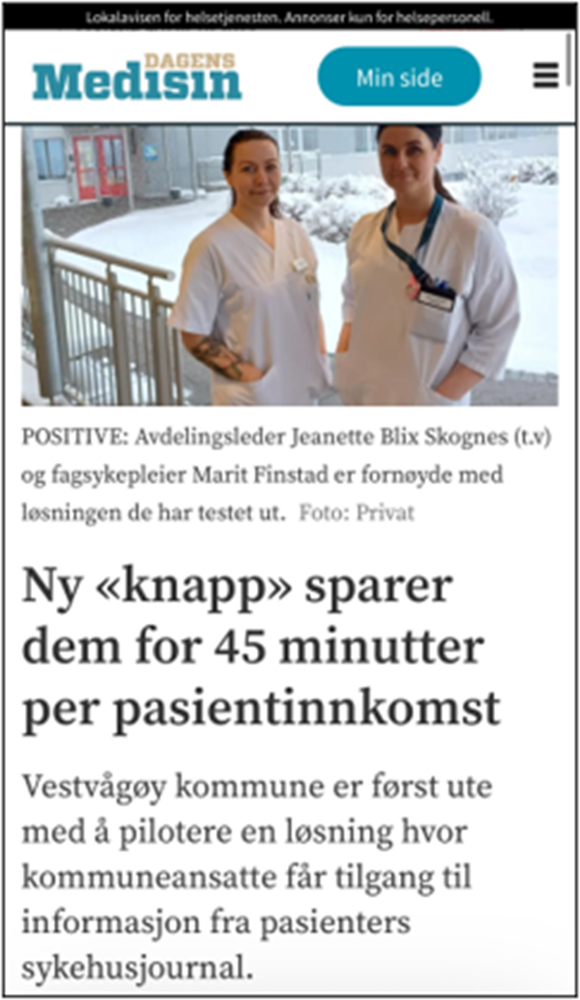 Lokalavisen for helsetjenesten. Annonser kun for helsepersonell.
DAGENS
Medisin
Min side
POSITIVE: Avdelingsleder Jeanette Blix Skognes (t.v)
og fagsykepleier Marit Finstad er fornøyde med
løsningen de har testet ut. Foto: Privat
Ny «knapp» sparer
dem for 45 minutter
per pasientinnkomst
Vestvågøy kommune er først ute
med å pilotere en løsning hvor
kommuneansatte får tilgang til
informasjon fra pasienters
sykehusjournal.